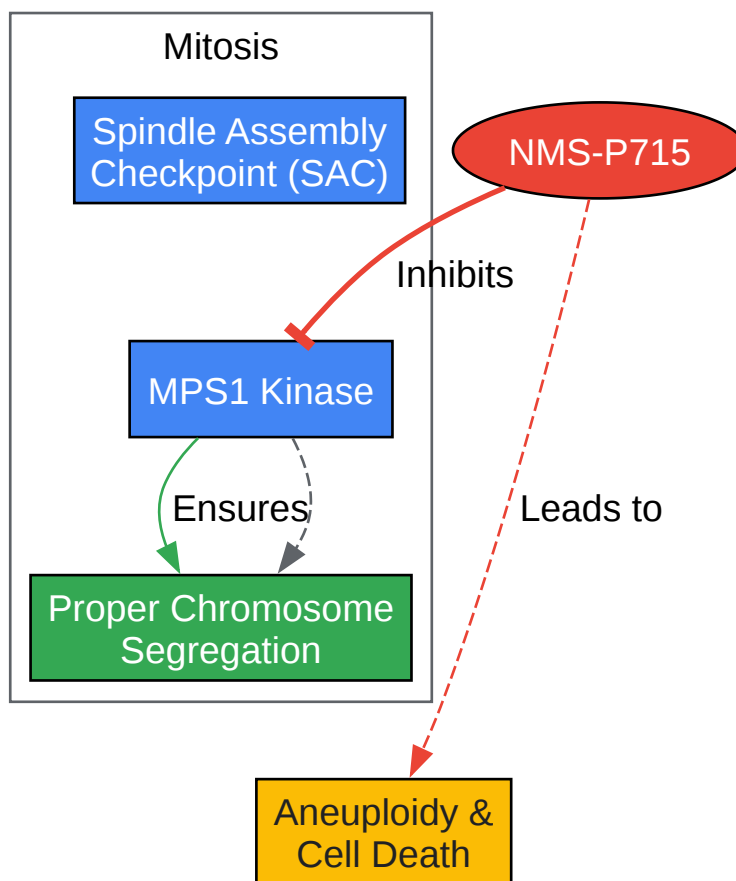 Mitosis
Spindle Assembly
Checkpoint (SAC)
NMS-P715
Inhibits
MPS1 Kinase
Ensures
Leads to
Proper Chromosome
Segregation
Aneuploidy &
Cell Death